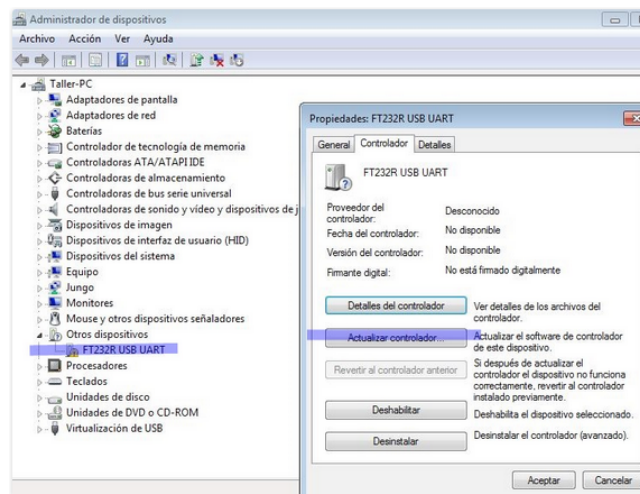 Administrador de dispositivos
Archivo Acción Ver Ayuda
Taller-PC
Adaptadores de pantalla
Adaptadores de red
Baterías
Controlador de tecnología de memoria
Controladoras ATA/ATAPI IDE
Controladoras de almacenamiento
Controladoras de bus serie universal
Controladoras de sonido y vídeo y dispositivos de j
Dispositivos de imagen
Dispositivos de interfaz de usuario (HID)
Dispositivos del sistema
Equipo
Jungo
Monitores
Mouse y otros dispositivos señaladores
Otros dispositivos
FT232R USB UART
Procesadores
Teclados
Unidades de disco
Unidades de DVD o CD-ROM
Virtualización de USB
Propiedades: FT232R USB UART
General Controlador Detalles
FT232R USB UART
Proveedor del
controlador:
Desconocido
Fecha del controlador: No disponible
Versión del controlador: No disponible
Firmante digital: No está firmado digitalmente
Detalles del controlador
Ver detalles de los archivos del
controlador.
Actualizar controlador...
Actualizar el software de controlador
de este dispositivo.
Revertir al controlador anterior
Si después de actualizar el
controlador el dispositivo no funciona
correctamente, revertir al controlador
instalado previamente.
Deshabilitar
Deshabilita el dispositivo seleccionado.
Desinstalar
Desinstalar el controlador (avanzado).
Aceptar Cancelar